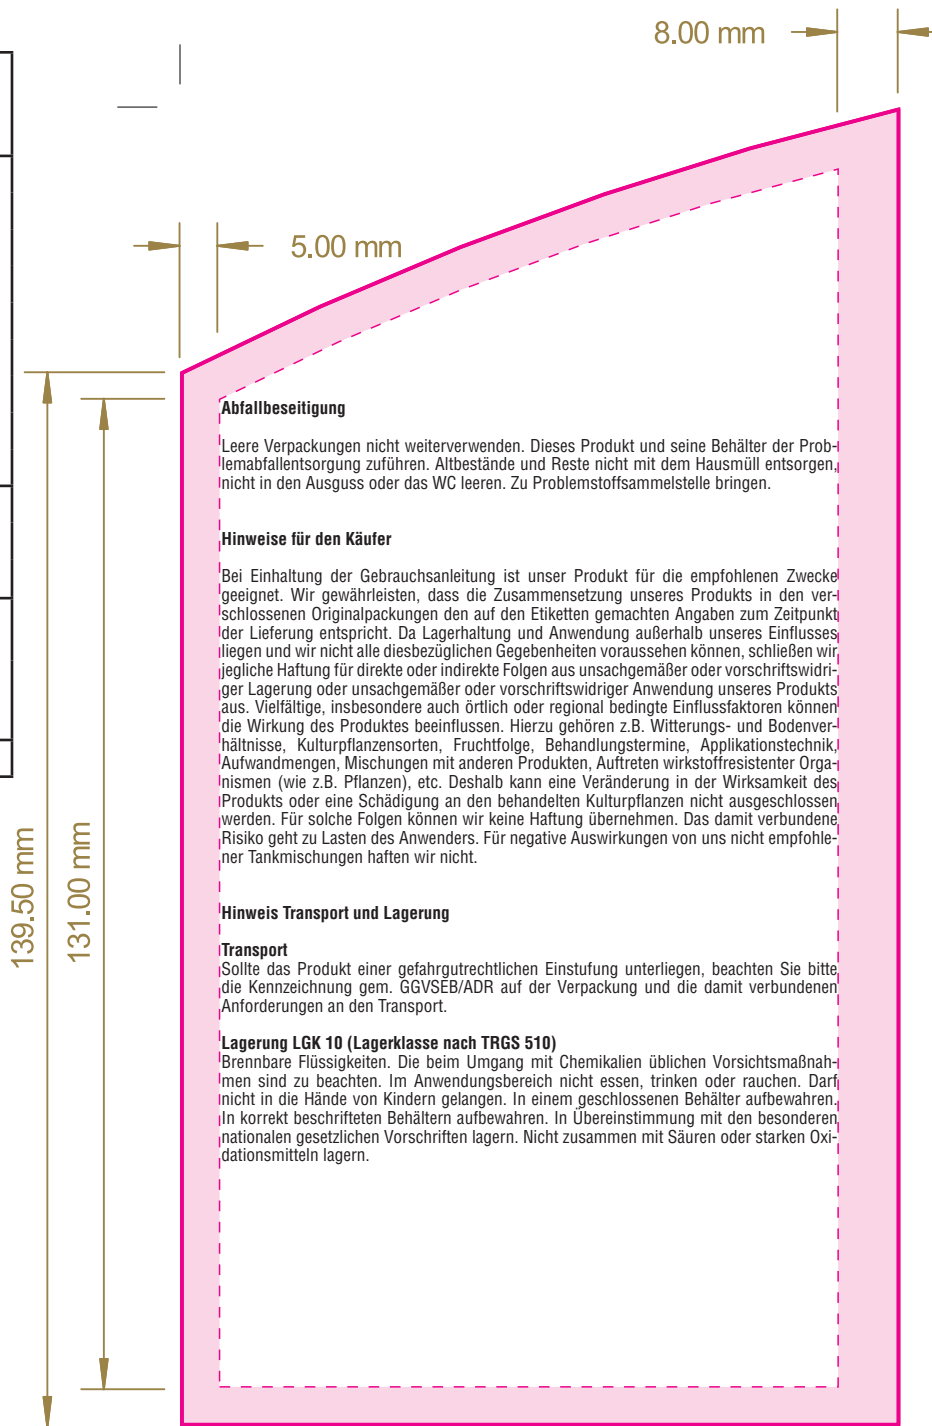 8.00 mm
5.00 mm
139.50 mm
131.00 mm
Abfallbeseitigung
Leere Verpackungen nicht weiterverwenden. Dieses Produkt und seine Behälter der Prob-
lemabfallentsorgung zuführen. Altbestände und Reste nicht mit dem Hausmüll entsorgen,
nicht in den Ausguss oder das WC leeren. Zu Problemstoffsammelstelle bringen.
Hinweise für den Käufer
Bei Einhaltung der Gebrauchsanleitung ist unser Produkt für die empfohlenen Zwecke
geeignet. Wir gewährleisten, dass die Zusammensetzung unseres Produkts in den ver-
schlossenen Originalpackungen den auf den Etiketten gemachten Angaben zum Zeitpunkt
der Lieferung entspricht. Da Lagerhaltung und Anwendung außerhalb unseres Einflusses
liegen und wir nicht alle diesbezüglichen Gegebenheiten voraussehen können, schließen wir
jegliche Haftung für direkte oder indirekte Folgen aus unsachgemäßer oder vorschriftswidri-
ger Lagerung oder unsachgemäßer oder vorschriftswidriger Anwendung unseres Produkts
aus. Vielfältige, insbesondere auch örtlich oder regional bedingte Einflussfaktoren können
die Wirkung des Produktes beeinflussen. Hierzu gehören z.B. Witterungs- und Bodenver-
hältnisse, Kulturpflanzensorten, Fruchtfolge, Behandlungstermine, Applikationstechnik,
Aufwandmengen, Mischungen mit anderen Produkten, Auftreten wirkstoffresistenter Orga-
nismen (wie z.B. Pflanzen), etc. Deshalb kann eine Veränderung in der Wirksamkeit des
Produkts oder eine Schädigung an den behandelten Kulturpflanzen nicht ausgeschlossen
werden. Für solche Folgen können wir keine Haftung übernehmen. Das damit verbundene
Risiko geht zu Lasten des Anwenders. Für negative Auswirkungen von uns nicht empfohle-
ner Tankmischungen haften wir nicht.
Hinweis Transport und Lagerung
Transport
Sollte das Produkt einer gefahrgutrechtlichen Einstufung unterliegen, beachten Sie bitte
die Kennzeichnung gem. GGVSEB/ADR auf der Verpackung und die damit verbundenen
Anforderungen an den Transport.
Lagerung LGK 10 (Lagerklasse nach TRGS 510)
Brennbare Flüssigkeiten. Die beim Umgang mit Chemikalien üblichen Vorsichtsmaßnah-
men sind zu beachten. Im Anwendungsbereich nicht essen, trinken oder rauchen. Darf
nicht in die Hände von Kindern gelangen. In einem geschlossenen Behälter aufbewahren.
In korrekt beschrifteten Behältern aufbewahren. In Übereinstimmung mit den besonderen
nationalen gesetzlichen Vorschriften lagern. Nicht zusammen mit Säuren oder starken Oxi-
dationsmitteln lagern.